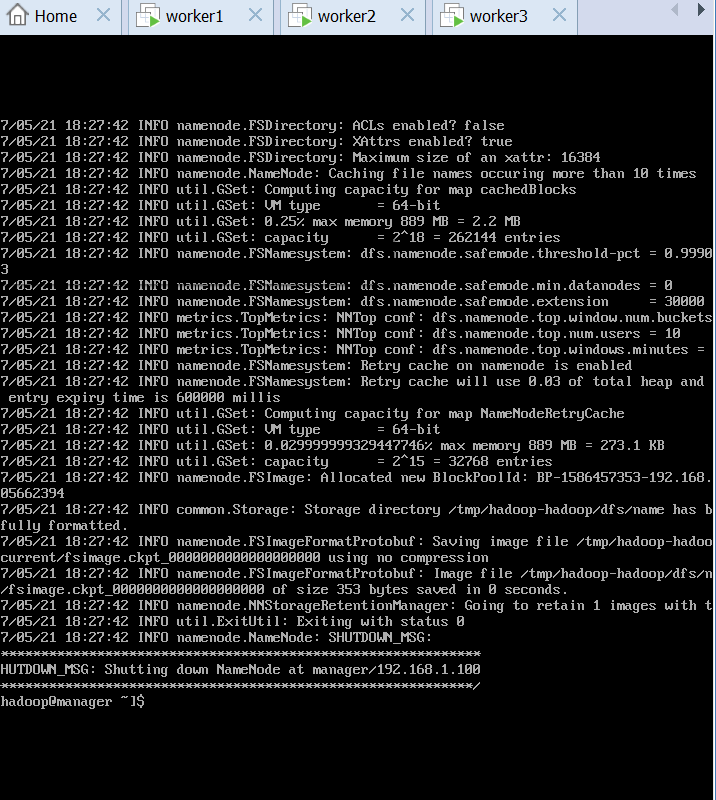 Home
worker1
worker2
worker3
7/05/21 18:27:42 INFO namenode.FSDirectory: ACLs enabled? false
7/05/21 18:27:42 INFO namenode.FSDirectory: XAttrs enabled? true
7/05/21 18:27:42 INFO namenode.FSDirectory: Maximum size of an xattr: 16384
7/05/21 18:27:42 INFO namenode.NameNode: Caching file names occuring more than 10 times
7/05/21 18:27:42 INFO util.GSet: Computing capacity for map cachedBlocks
7/05/21 18:27:42 INFO util.GSet: VM type       = 64-bit
7/05/21 18:27:42 INFO util.GSet: 0.25% max memory 889 MB = 2.2 MB
7/05/21 18:27:42 INFO util.GSet: capacity      = 2^18 = 262144 entries
7/05/21 18:27:42 INFO namenode.FSNamesystem: dfs.namenode.safemode.threshold-pct = 0.9990
3
7/05/21 18:27:42 INFO namenode.FSNamesystem: dfs.namenode.safemode.min.datanodes = 0
7/05/21 18:27:42 INFO namenode.FSNamesystem: dfs.namenode.safemode.extension     = 30000
7/05/21 18:27:42 INFO metrics.TopMetrics: NNTop conf: dfs.namenode.top.window.num.buckets
7/05/21 18:27:42 INFO metrics.TopMetrics: NNTop conf: dfs.namenode.top.num.users = 10
7/05/21 18:27:42 INFO metrics.TopMetrics: NNTop conf: dfs.namenode.top.windows.minutes =
7/05/21 18:27:42 INFO namenode.FSNamesystem: Retry cache on namenode is enabled
7/05/21 18:27:42 INFO namenode.FSNamesystem: Retry cache will use 0.03 of total heap and
entry expiry time is 600000 millis
7/05/21 18:27:42 INFO util.GSet: Computing capacity for map NameNodeRetryCache
7/05/21 18:27:42 INFO util.GSet: VM type       = 64-bit
7/05/21 18:27:42 INFO util.GSet: 0.029999999329447746% max memory 889 MB = 273.1 KB
7/05/21 18:27:42 INFO util.GSet: capacity      = 2^15 = 32768 entries
7/05/21 18:27:42 INFO namenode.FSImage: Allocated new BlockPoolId: BP-1586457353-192.168.
05662394
7/05/21 18:27:42 INFO common.Storage: Storage directory /tmp/hadoop-hadoop/dfs/name has b
fully formatted.
7/05/21 18:27:42 INFO namenode.FSImageFormatProtobuf: Saving image file /tmp/hadoop-hadoo
current/fsimage.ckpt_0000000000000000000 using no compression
7/05/21 18:27:42 INFO namenode.FSImageFormatProtobuf: Image file /tmp/hadoop-hadoop/dfs/n
/fsimage.ckpt_0000000000000000000 of size 353 bytes saved in 0 seconds.
7/05/21 18:27:42 INFO namenode.NNStorageRetentionManager: Going to retain 1 images with t
7/05/21 18:27:42 INFO util.ExitUtil: Exiting with status 0
7/05/21 18:27:42 INFO namenode.NameNode: SHUTDOWN_MSG:
************************************************************
HUTDOWN_MSG: Shutting down NameNode at manager/192.168.1.100
***********************************************************/
hadoop@manager ~]$